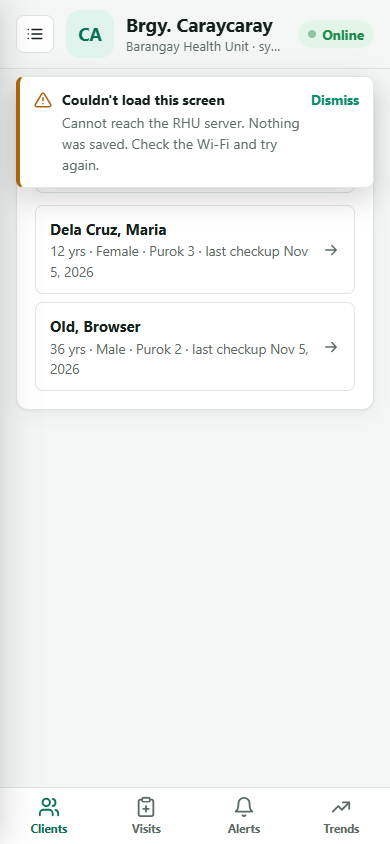 CA
Brgy. Caraycaray
Barangay Health Unit · sy...
Online
Couldn't load this screen
Dismiss
Cannot reach the RHU server. Nothing
was saved. Check the Wi-Fi and try
again.
Dela Cruz, Maria
12 yrs · Female · Purok 3 · last checkup Nov
5, 2026
Old, Browser
36 yrs · Male · Purok 2 · last checkup Nov 5,
2026
Clients
Visits
Alerts
Trends